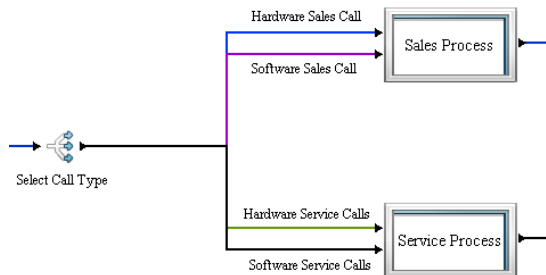 Hardware Sales Call
Sales Process
Software Sales Call
Select Call Type
Hardware Service Calls
Service Process
Software Service Calls